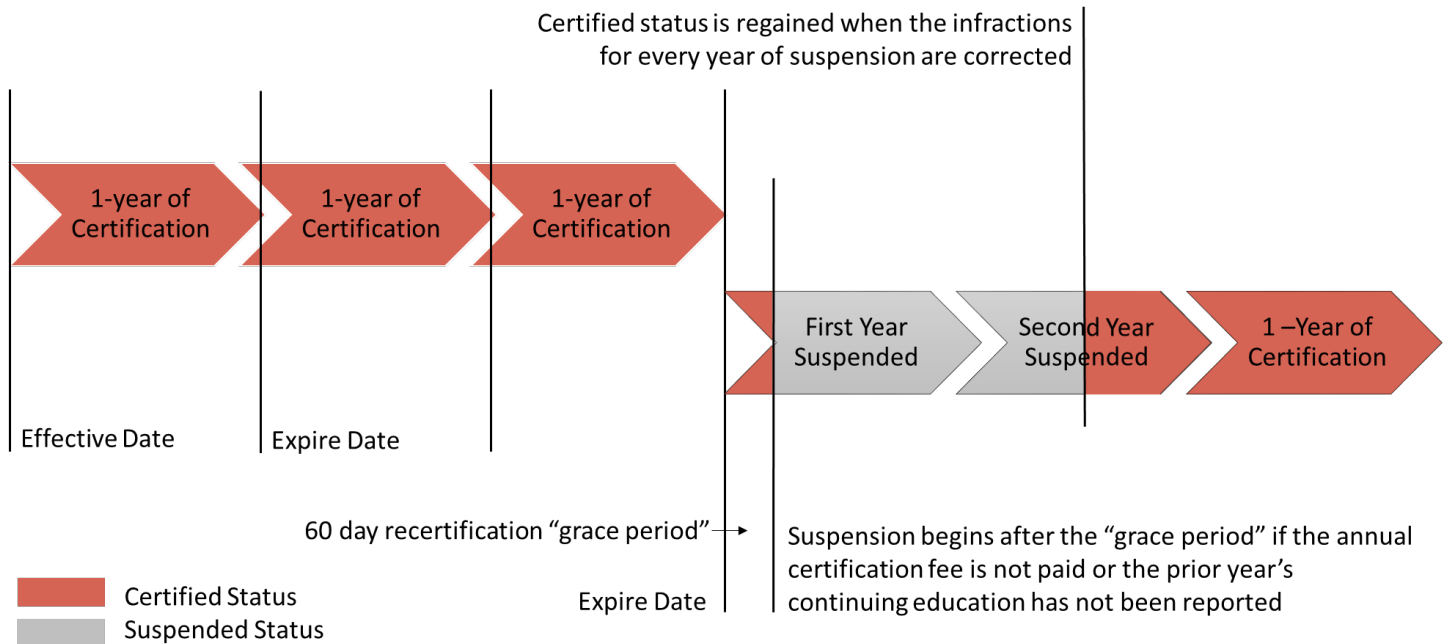 Certified status is regained when the infractions
for every year of suspension are corrected
1-year of
Certification
1-year of
Certification
1-year of
Certification
First Year
Suspended
Second Year
Suspended
1 –Year of
Certification
Effective Date
Expire Date
60 day recertification “grace period”
Suspension begins after the “grace period” if the annual
certification fee is not paid or the prior year’s
continuing education has not been reported
Expire Date
Certified Status
Suspended Status